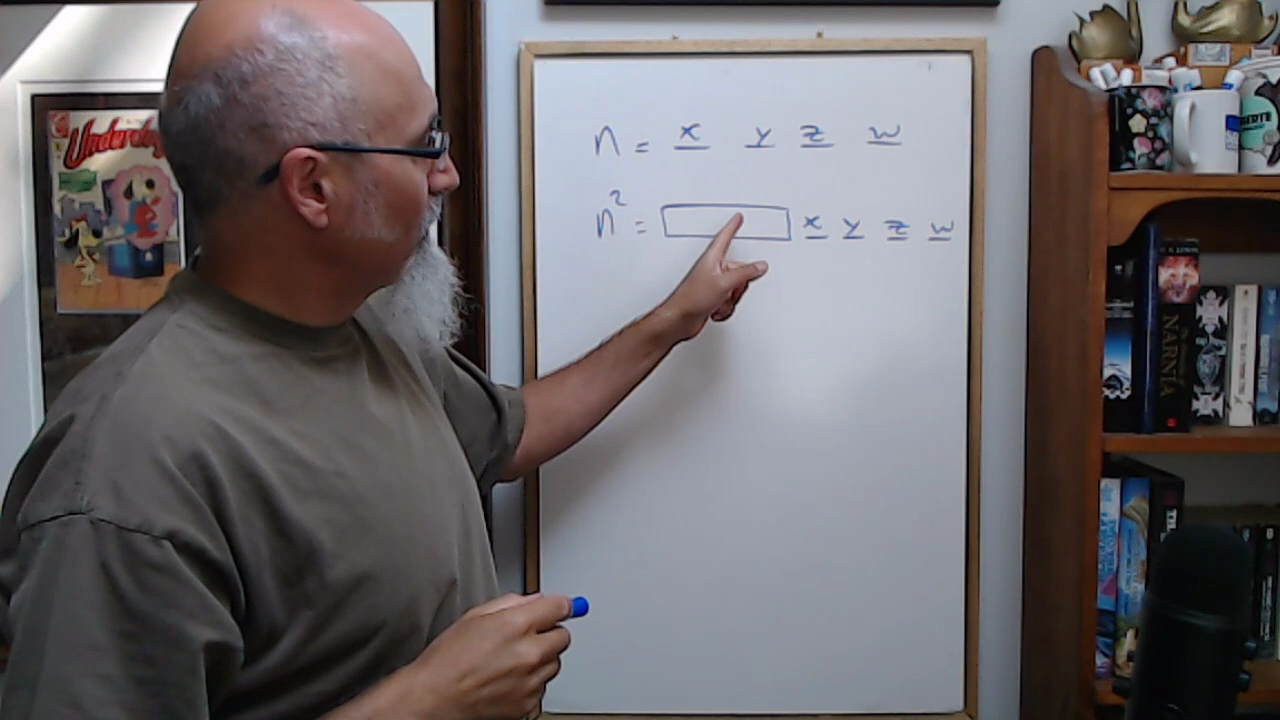 Underdog
n = x y z w
n² = x y z w
NARNIA